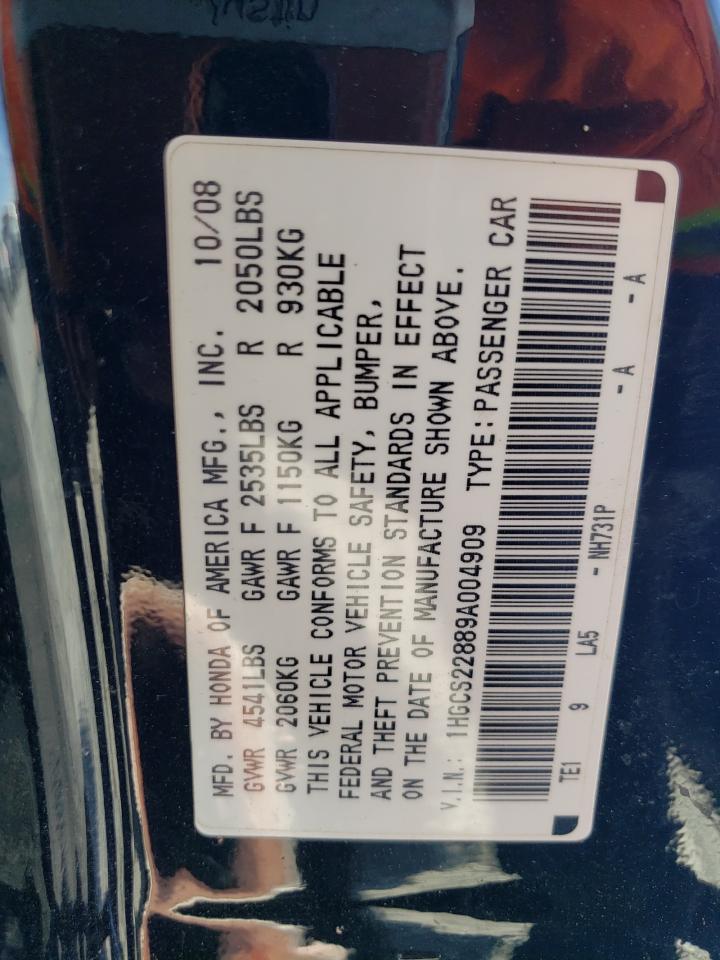 MFD. BY HONDA OF AMERICA MFG., INC. 10/08
GVWR 4541LBS GAWR F 2535LBS R 2050LBS
GVWR 2060KG GAWR F 1150KG R 930KG
THIS VEHICLE CONFORMS TO ALL APPLICABLE
FEDERAL MOTOR VEHICLE SAFETY, BUMPER,
AND THEFT PREVENTION STANDARDS IN EFFECT
ON THE DATE OF MANUFACTURE SHOWN ABOVE.
V.I.N.: 1HGCS22889A004909 TYPE: PASSENGER CAR
TE1 9 LA5 - NH731P - A - A